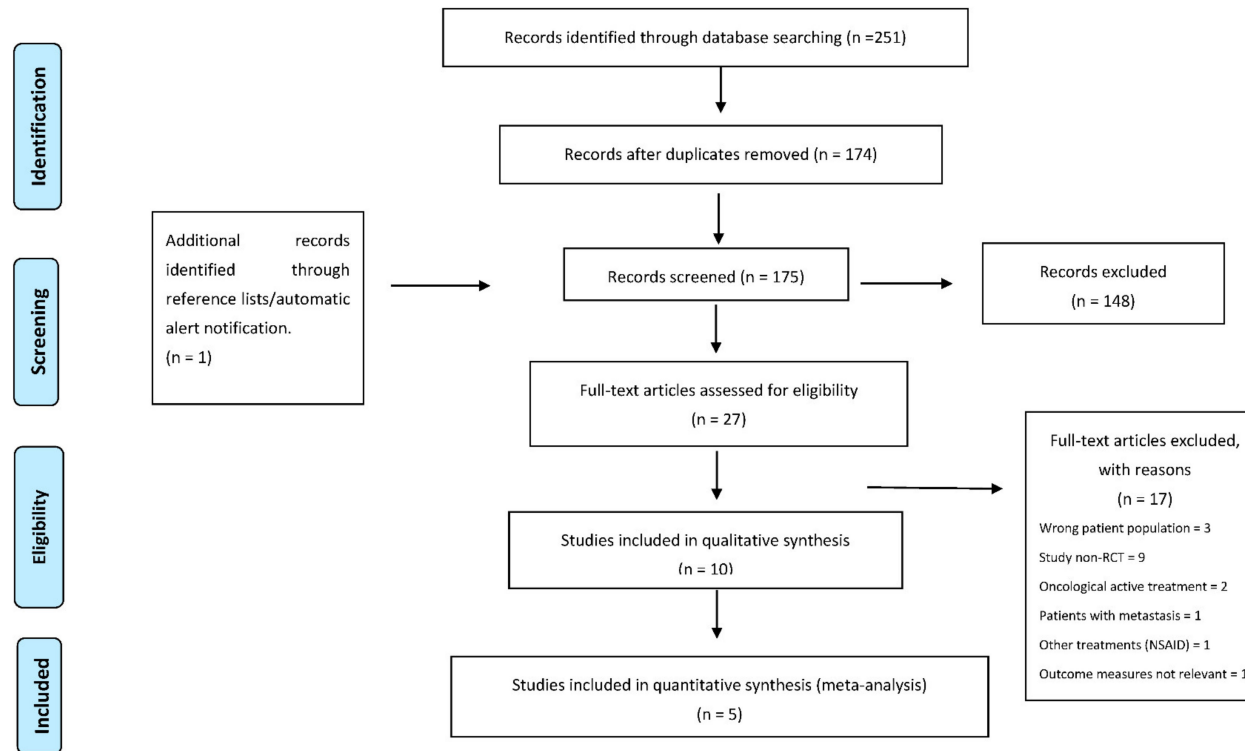 Identification
Records identified through database searching (n =251)
Records after duplicates removed (n = 174)
Screening
Additional records
identified through
reference lists/automatic
alert notification.
(n = 1)
Records screened (n = 175)
Records excluded
(n = 148)
Full-text articles assessed for eligibility
(n = 27)
Eligibility
Full-text articles excluded,
with reasons
(n = 17)
Wrong patient population = 3
Study non-RCT = 9
Oncological active treatment = 2
Patients with metastasis = 1
Other treatments (NSAID) = 1
Outcome measures not relevant = 1
Studies included in qualitative synthesis
(n = 10)
Included
Studies included in quantitative synthesis (meta-analysis)
(n = 5)